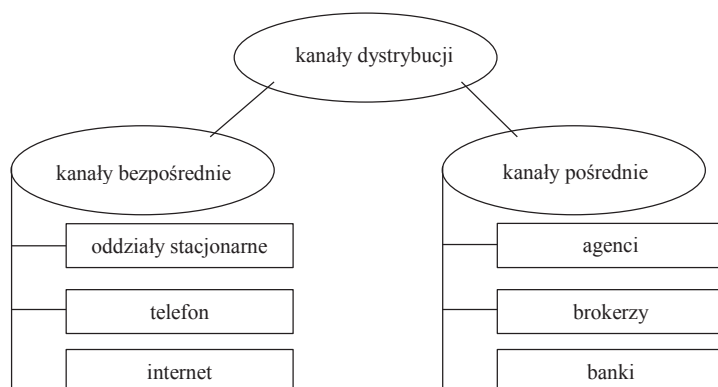 kanały dystrybucji
kanały bezpośrednie
kanały pośrednie
oddziały stacjonarne
agenci
telefon
brokerzy
internet
banki